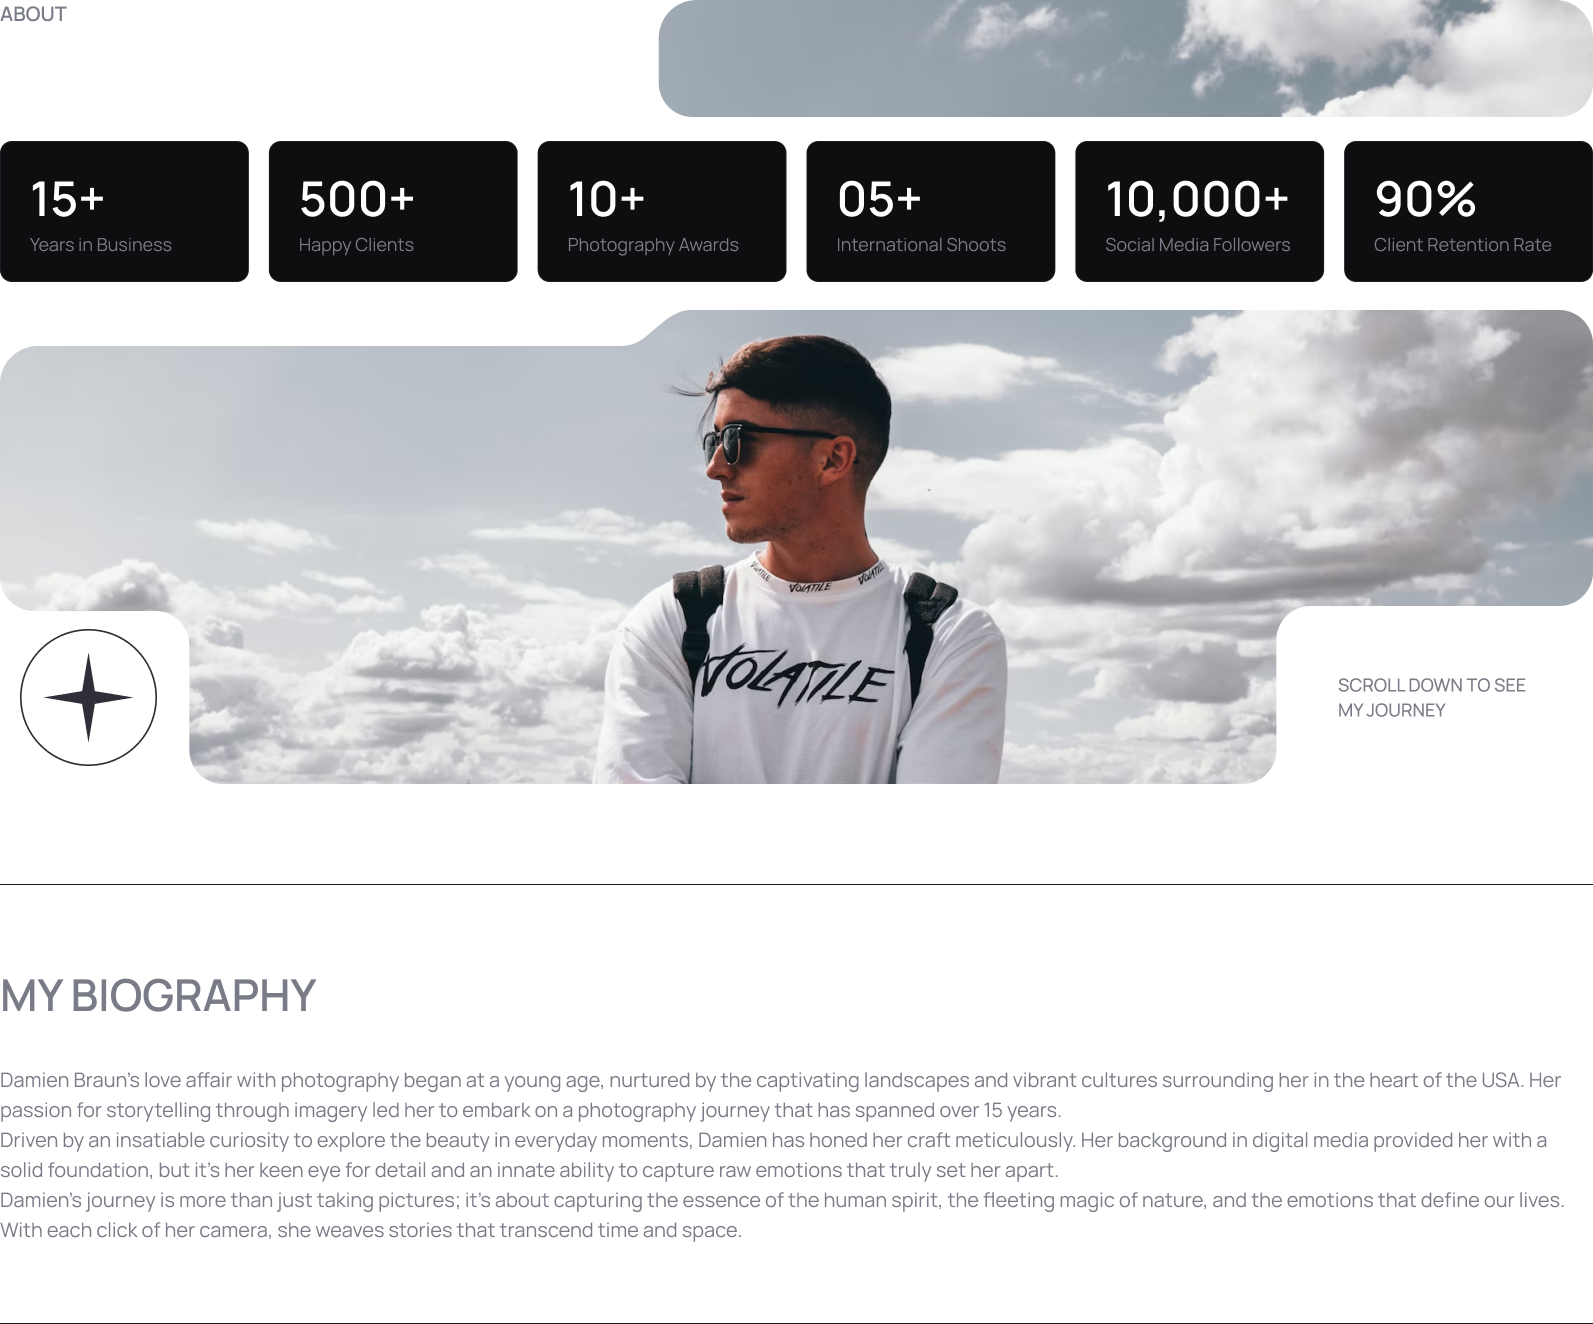 ABOUT
15+
Years in Business
500+
Happy Clients
10+
Photography Awards
05+
International Shoots
10,000+
Social Media Followers
90%
Client Retention Rate
VOLATILE
VOLATILE
VOLATILE
VOLATILE
SCROLL DOWN TO SEE
MY JOURNEY
MY BIOGRAPHY
Damien Braun's love affair with photography began at a young age, nurtured by the captivating landscapes and vibrant cultures surrounding her in the heart of the USA. Her
passion for storytelling through imagery led her to embark on a photography journey that has spanned over 15 years.
Driven by an insatiable curiosity to explore the beauty in everyday moments, Damien has honed her craft meticulously. Her background in digital media provided her with a
solid foundation, but it's her keen eye for detail and an innate ability to capture raw emotions that truly set her apart.
Damien's journey is more than just taking pictures; it's about capturing the essence of the human spirit, the fleeting magic of nature, and the emotions that define our lives.
With each click of her camera, she weaves stories that transcend time and space.